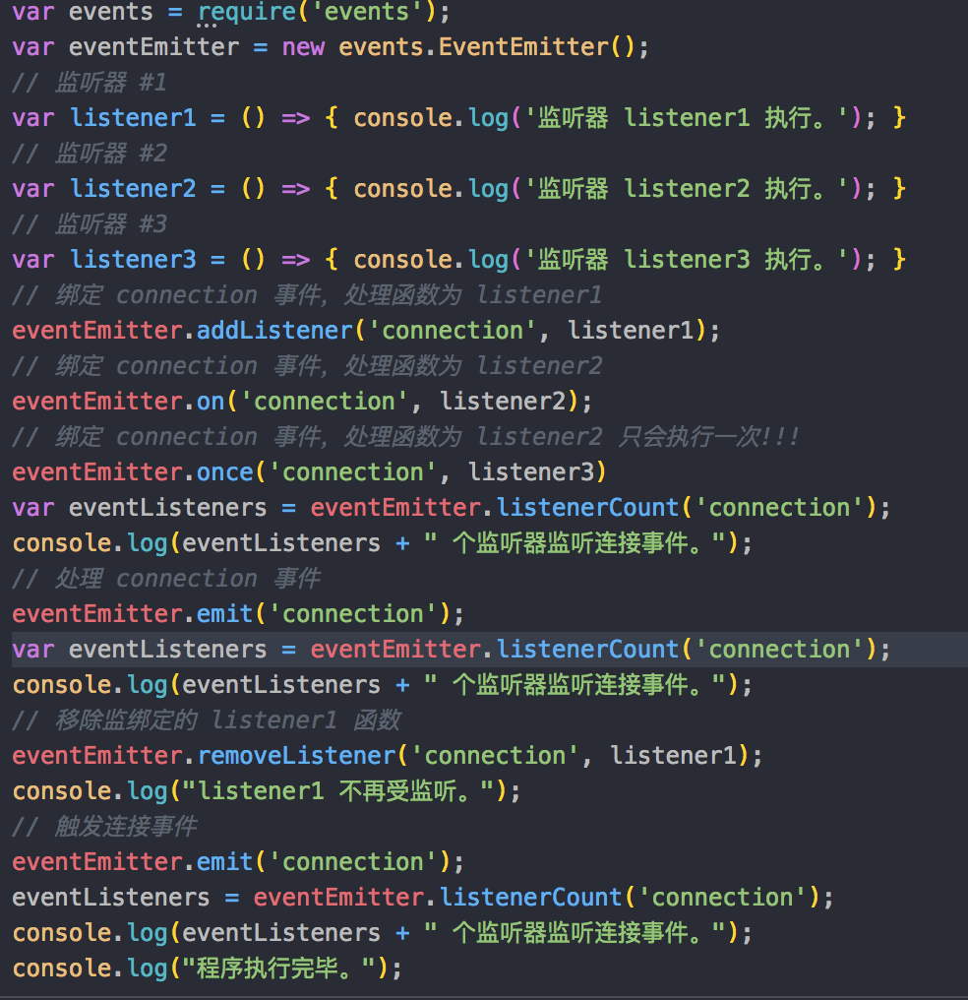 var events = require('events');
var eventEmitter = new events.EventEmitter();
// 监听器 #1
var listener1 = () => { console.log('监听器 listener1 执行。'); }
// 监听器 #2
var listener2 = () => { console.log('监听器 listener2 执行。'); }
// 监听器 #3
var listener3 = () => { console.log('监听器 listener3 执行。'); }
// 绑定 connection 事件，处理函数为 listener1
eventEmitter.addListener('connection', listener1);
// 绑定 connection 事件，处理函数为 listener2
eventEmitter.on('connection', listener2);
// 绑定 connection 事件，处理函数为 listener2 只会执行一次!!!
eventEmitter.once('connection', listener3)
var eventListeners = eventEmitter.listenerCount('connection');
console.log(eventListeners + " 个监听器监听连接事件。");
// 处理 connection 事件
eventEmitter.emit('connection');
var eventListeners = eventEmitter.listenerCount('connection');
console.log(eventListeners + " 个监听器监听连接事件。");
// 移除监绑定的 listener1 函数
eventEmitter.removeListener('connection', listener1);
console.log("listener1 不再受监听。");
// 触发连接事件
eventEmitter.emit('connection');
eventListeners = eventEmitter.listenerCount('connection');
console.log(eventListeners + " 个监听器监听连接事件。");
console.log("程序执行完毕。");